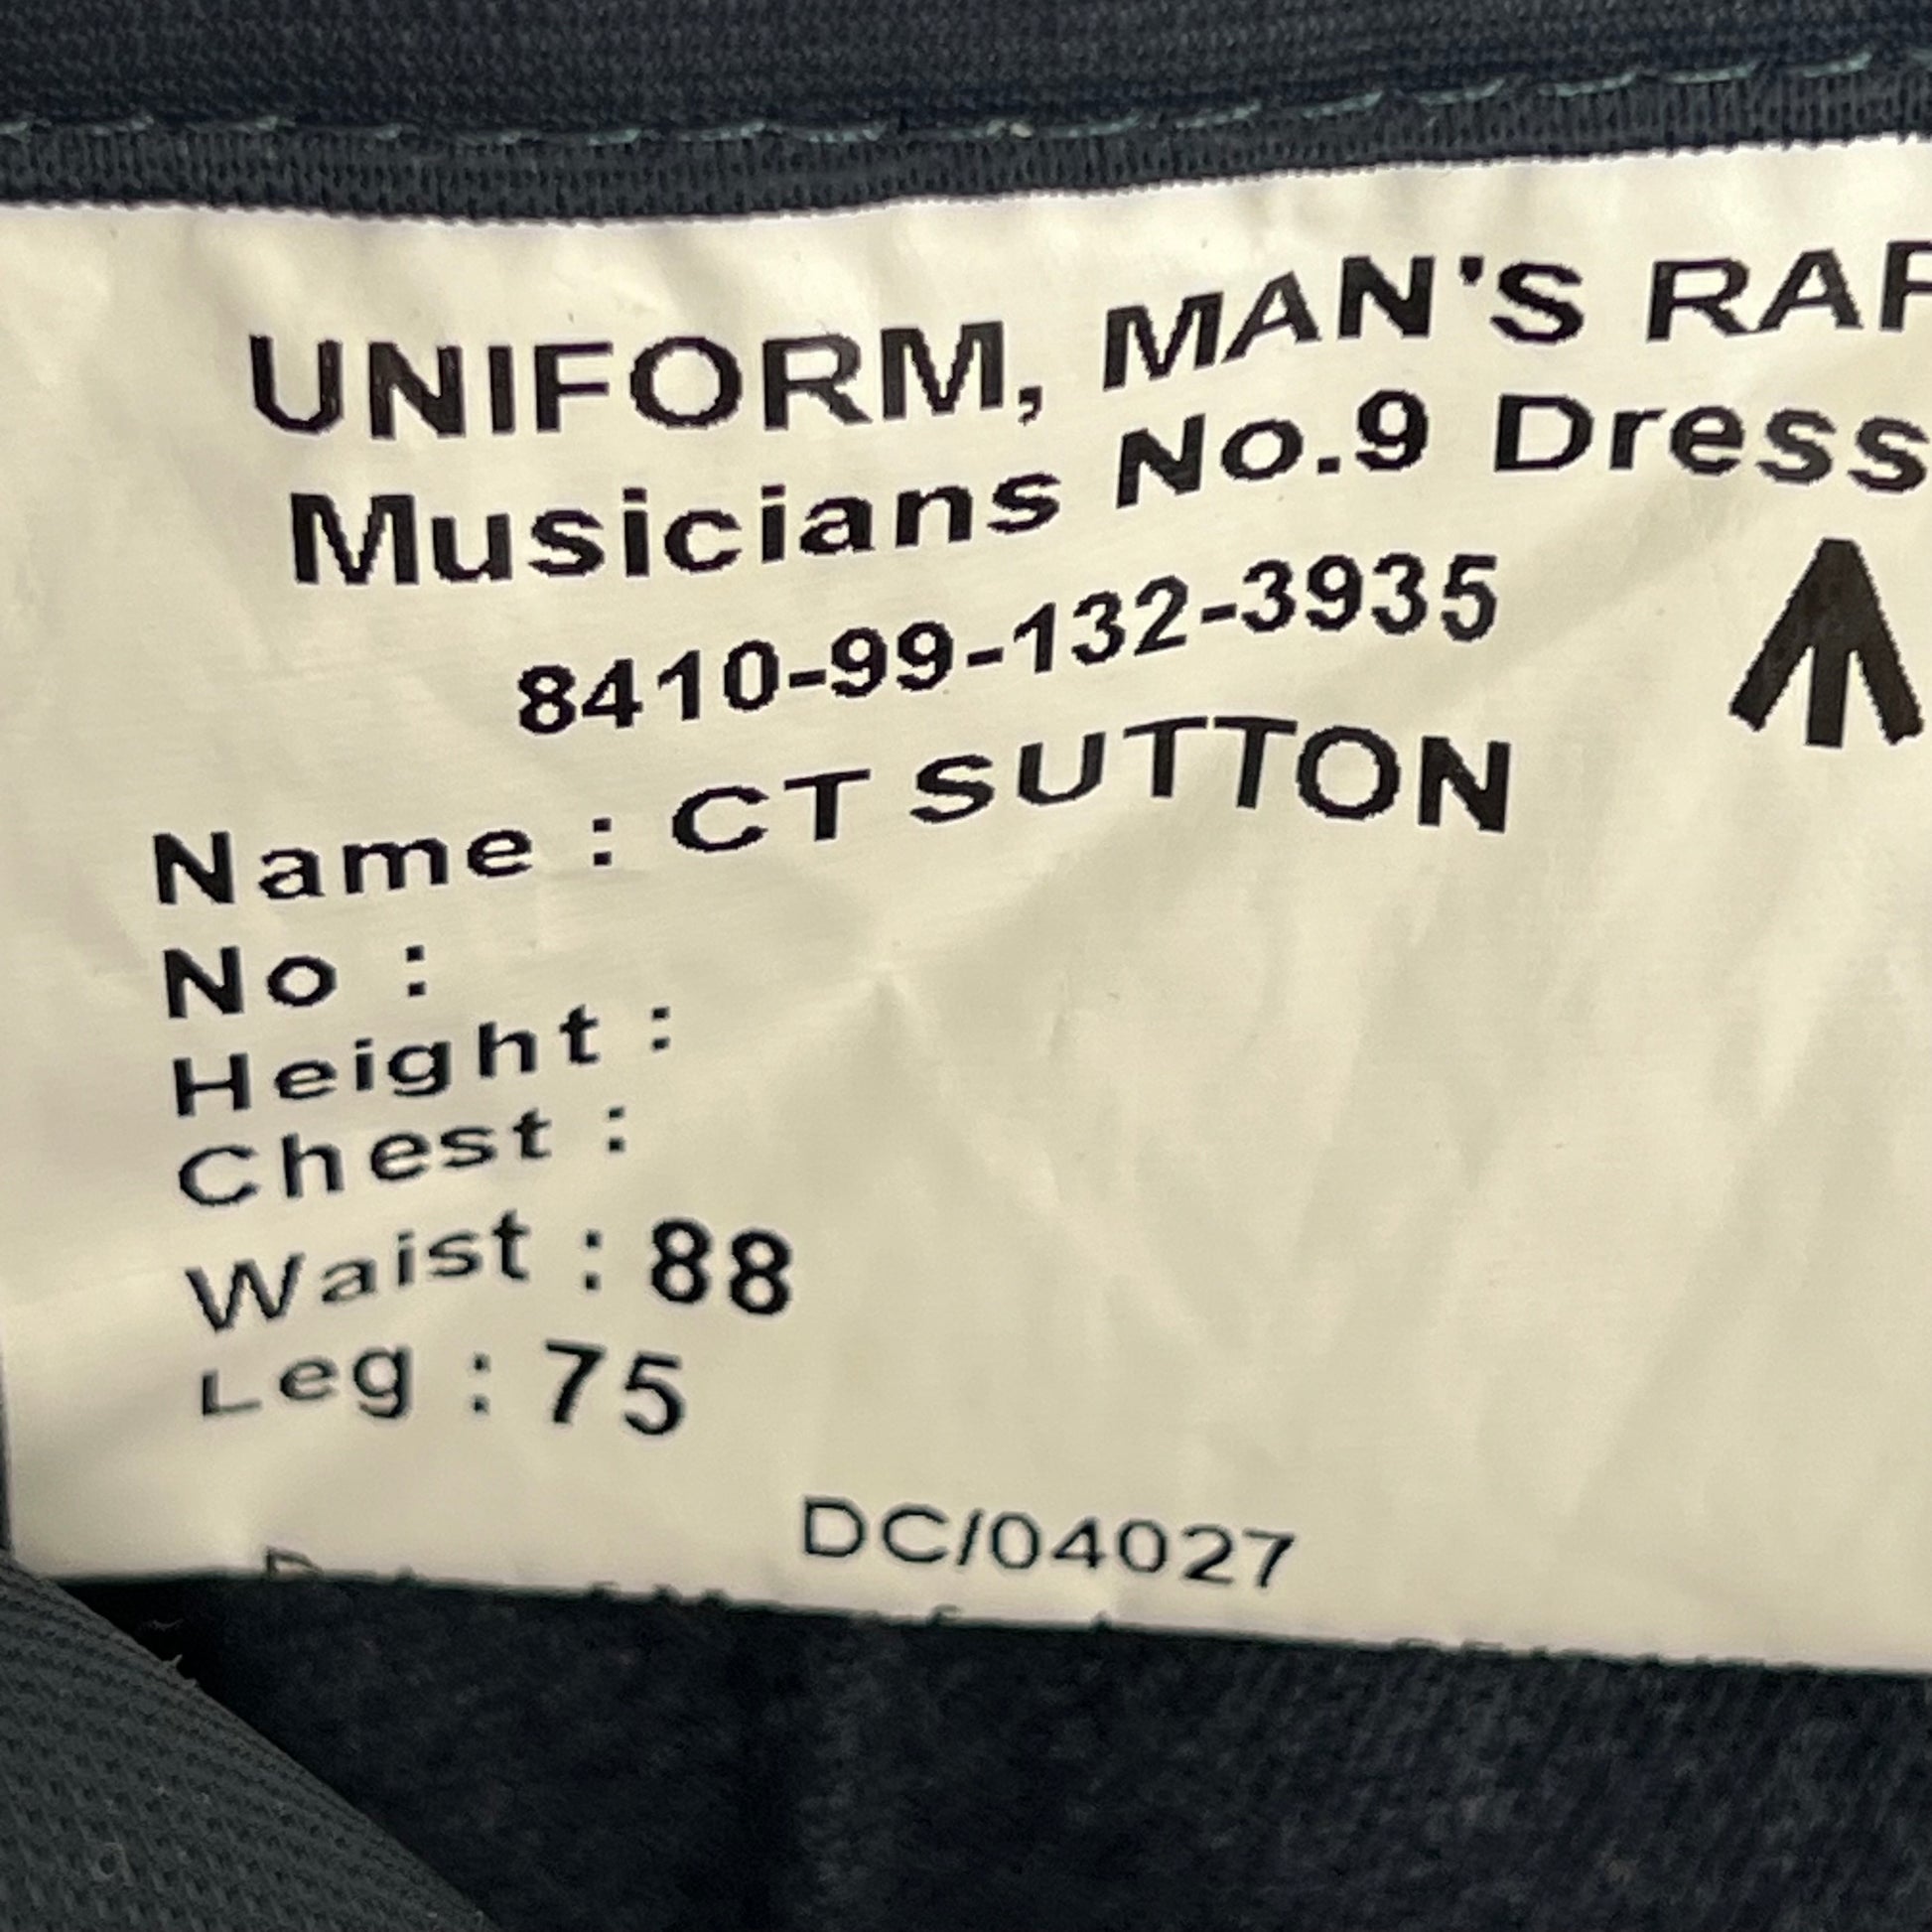 UNIFORM, MAN'S RAF
Musicians No.9 Dress
8410-99-132-3935
Name : CT SUTTON
No :
Height :
Chest :
Waist : 88
Leg : 75
DC/04027